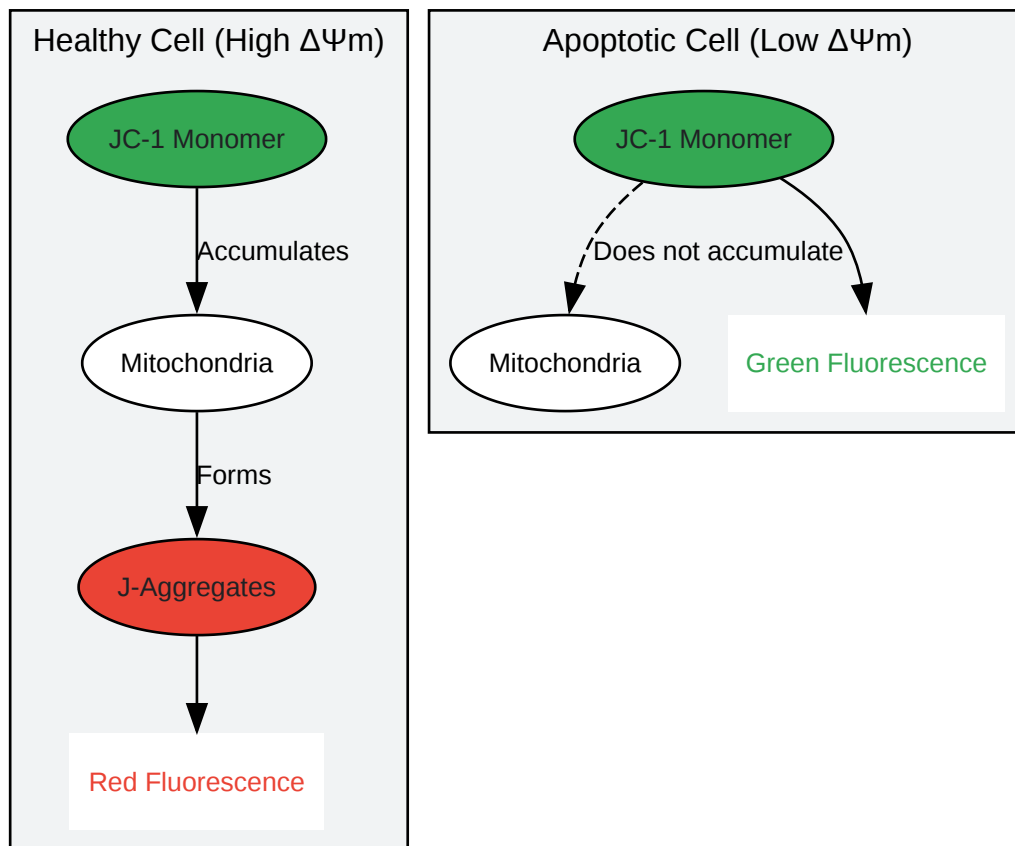 Healthy Cell (High ΔΨm)
JC-1 Monomer
Accumulates
Mitochondria
Forms
J-Aggregates
Red Fluorescence
Apoptotic Cell (Low ΔΨm)
JC-1 Monomer
Does not accumulate
Mitochondria
Green Fluorescence